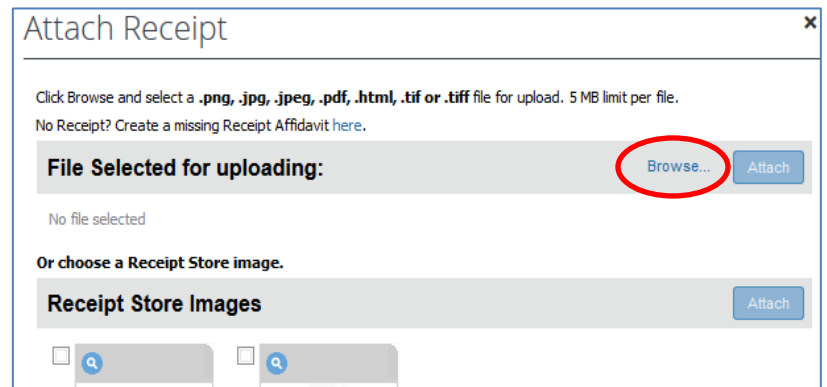 Attach Receipt
Click Browse and select a .png, .jpg, .jpeg, .pdf, .html, .tif or .tiff file for upload. 5 MB limit per file.
No Receipt? Create a missing Receipt Affidavit here.
File Selected for uploading: Browse... Attach
No file selected
Or choose a Receipt Store image.
Receipt Store Images Attach